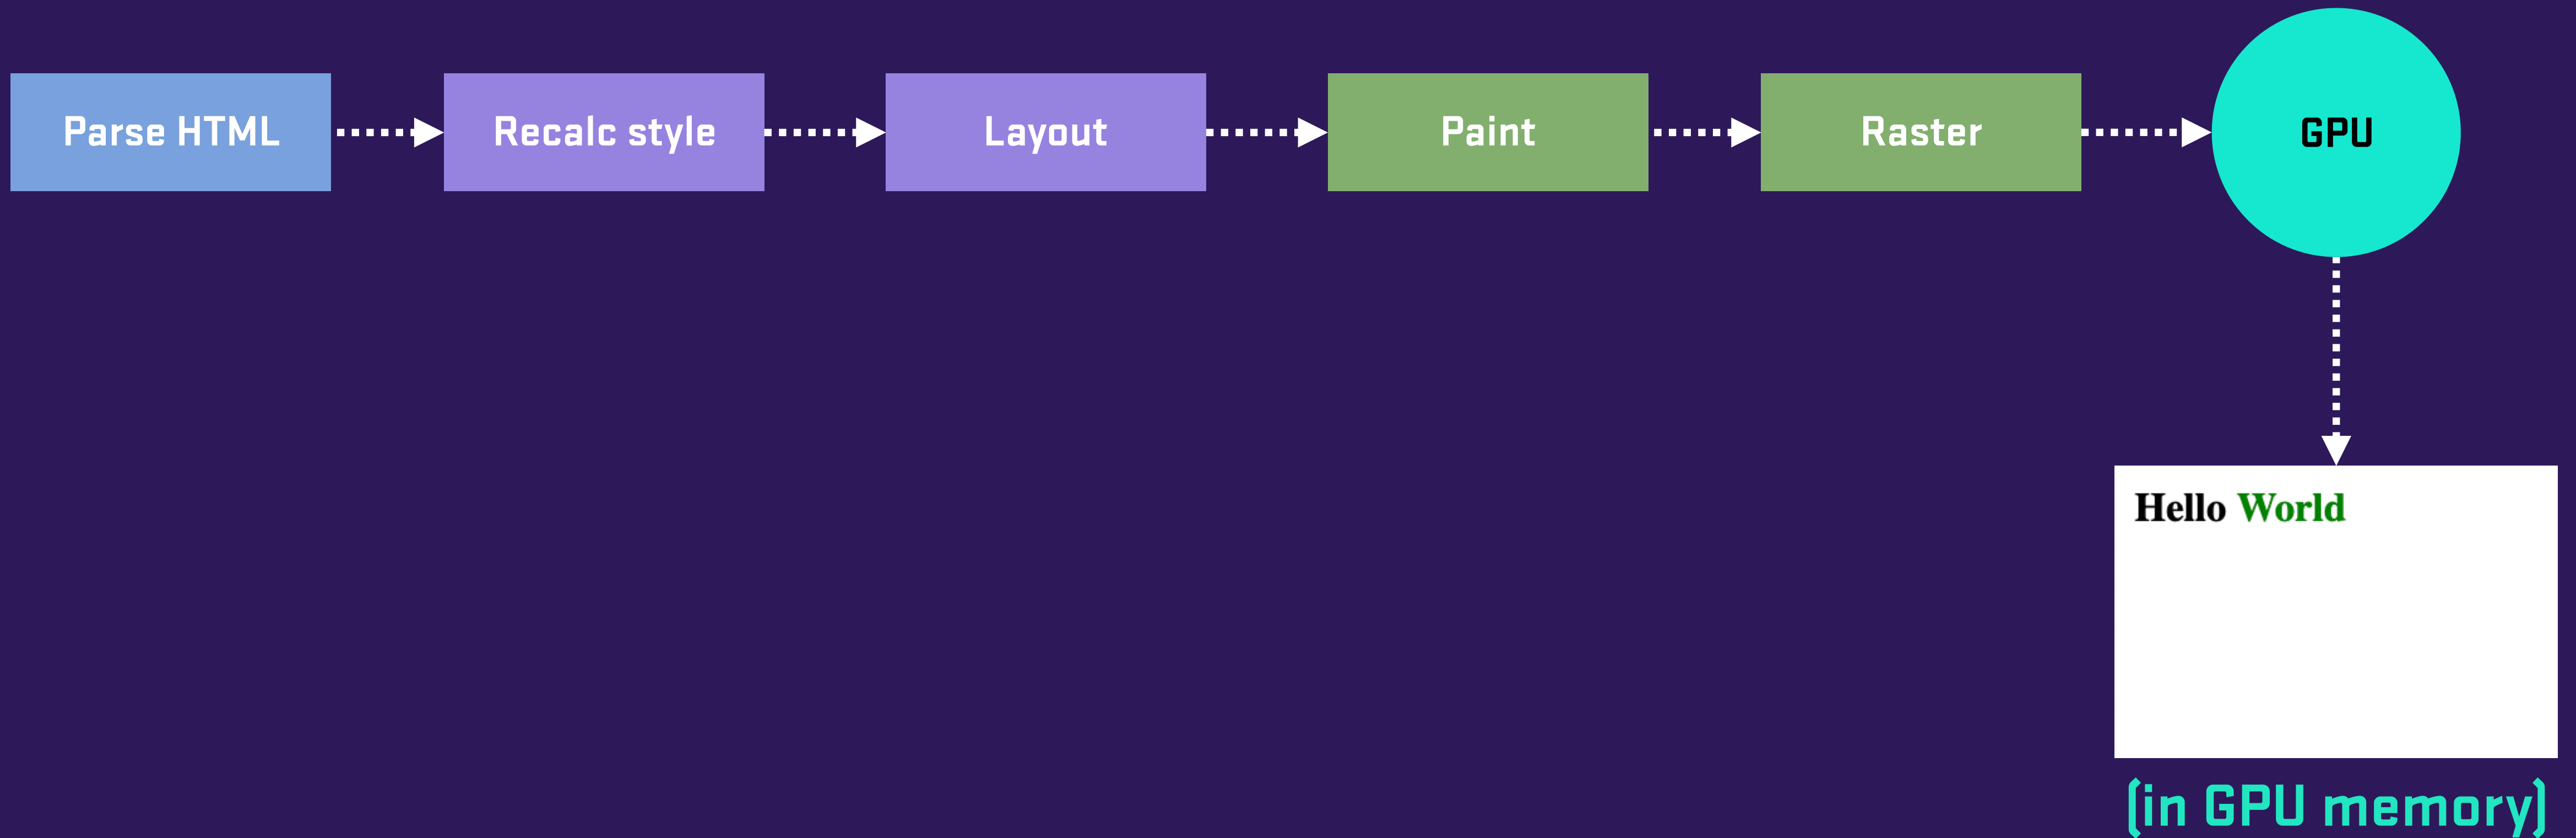 Parse HTML
Recalc style
Layout
Paint
Raster
GPU
Hello World
(in GPU memory)